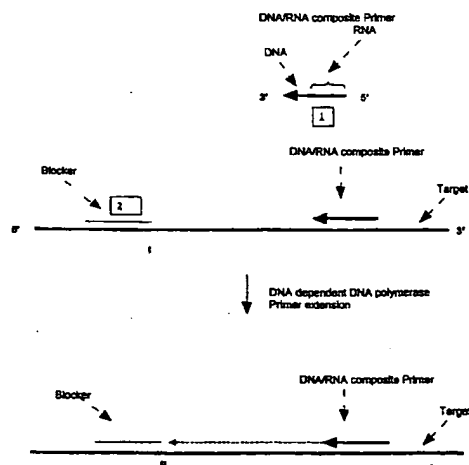 DNA/RNA composite Primer
RNA
DNA
3'
5'
1
DNA/RNA composite Primer
Blocker
2
Target
5'
3'
I
DNA dependent DNA polymerase
Primer extension
DNA/RNA composite Primer
Blocker
Target